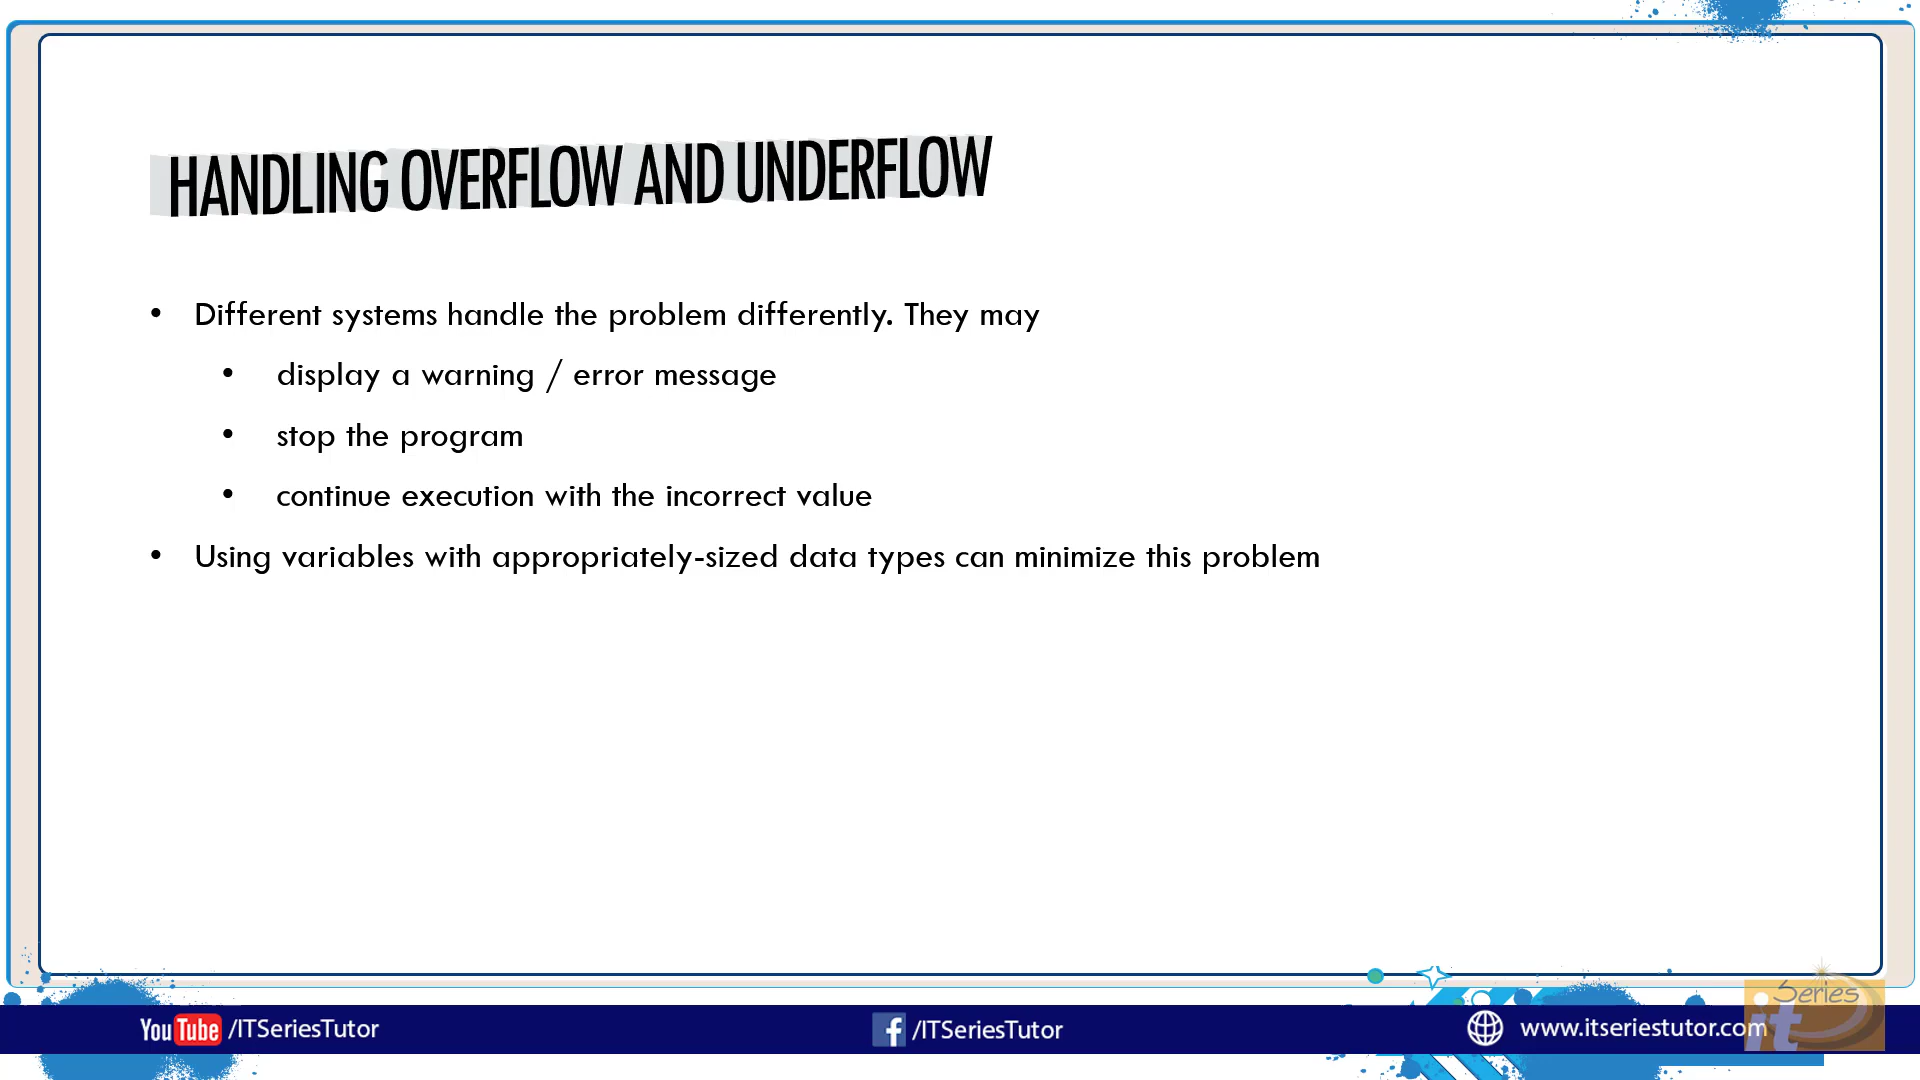 HANDLING OVERFLOW AND UNDERFLOW
• Different systems handle the problem differently. They may
• display a warning / error message
• stop the program
• continue execution with the incorrect value
• Using variables with appropriately-sized data types can minimize this problem
YouTube /ITSeriesTutor
f /ITSeriesTutor
www.itseriestutor.com
Series
it